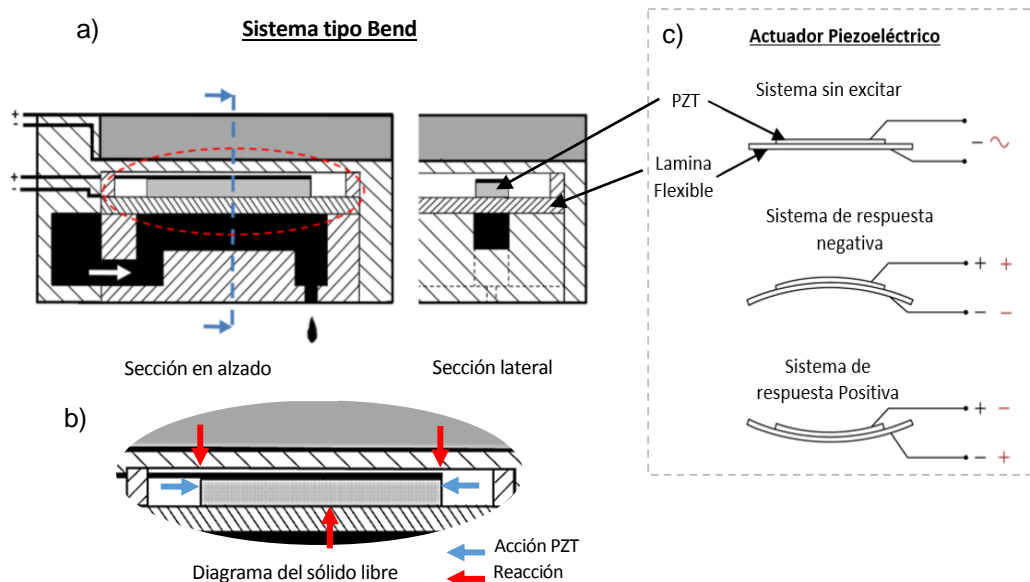 a)
Sistema tipo Bend
+
-
+
-
Sección en alzado
Sección lateral
b)
Acción PZT
Reacción
Diagrama del sólido libre
c)
Actuador Piezoeléctrico
PZT
Sistema sin excitar
Lamina
Flexible
- ~
Sistema de respuesta
negativa
+ +
- -
Sistema de
respuesta Positiva
+ -
- +